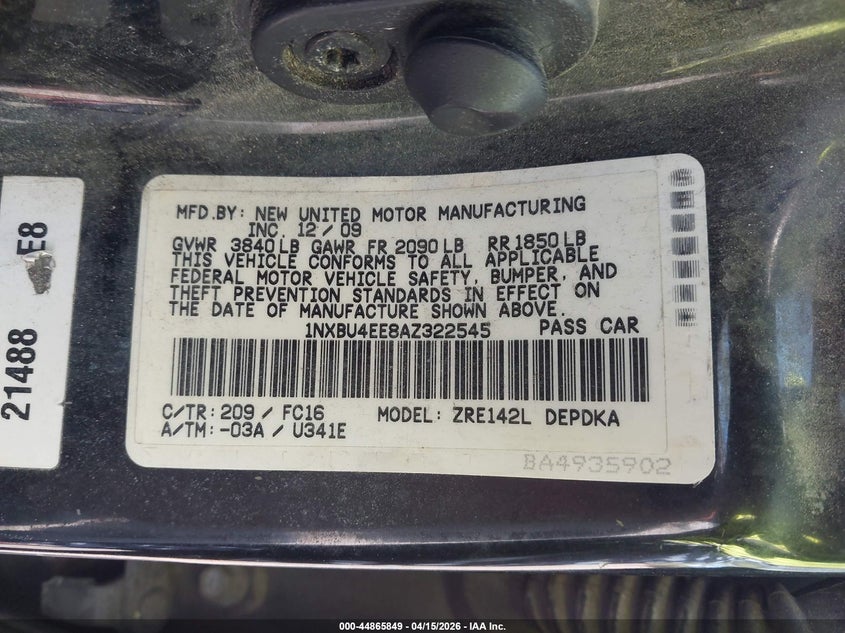 MFD.BY: NEW UNITED MOTOR MANUFACTURING
INC. 12/09
GVWR 3840LB GAWR FR 2090LB RR1850LB
THIS VEHICLE CONFORMS TO ALL APPLICABLE
FEDERAL MOTOR VEHICLE SAFETY, BUMPER, AND
THEFT PREVENTION STANDARDS IN EFFECT ON
THE DATE OF MANUFACTURE SHOWN ABOVE.
1NXBU4EE8AZ322545 PASS CAR
C/TR: 209 / FC16 MODEL: ZRE142L DEPDKA
A/TM: -03A / U341E
BA4935902
21488 E8
000-44865849 - 04/15/2026 - IAA Inc.